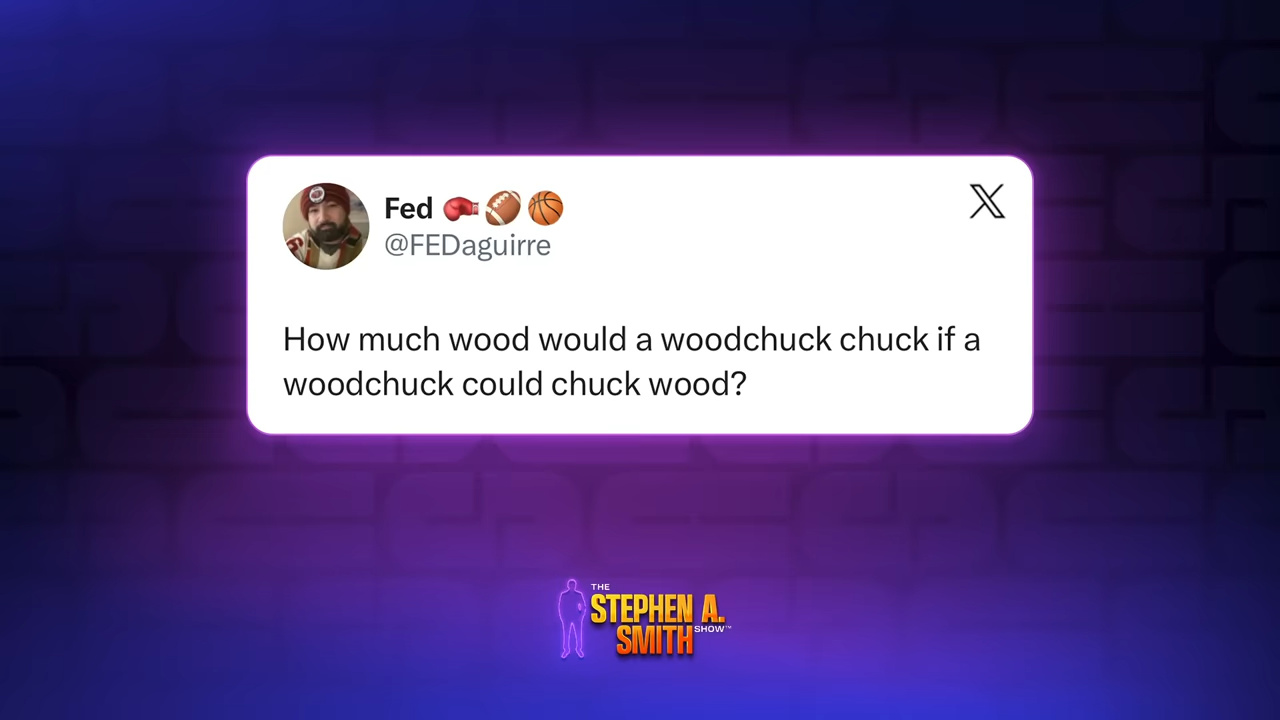 Fed 🥊🏈🏀
@FEDaguirre
How much wood would a woodchuck chuck if a
woodchuck could chuck wood?
THE
STEPHEN A.
SMITH SHOW™